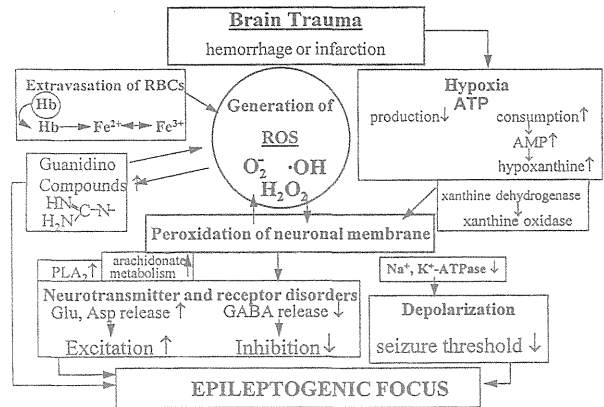 Brain Trauma
hemorrhage or infarction
Extravasation of RBCs
Hb
Hb → Fe²⁺ ↔ Fe³⁺
Generation of
ROS
O₂⁻ ·OH
H₂O₂
Hypoxia
ATP
production↓ consumption↑
AMP↑
hypoxanthine↑
xanthine dehydrogenase
xanthine oxidase
Guanidino
Compounds ↑
HN
C-N-
H₂N
Peroxidation of neuronal membrane
PLA₂↑
arachidonate
metabolism ↑
Neurotransmitter and receptor disorders
Glu, Asp release ↑ GABA release ↓
Excitation ↑ Inhibition ↓
Na⁺, K⁺-ATPase ↓
Depolarization
seizure threshold ↓
EPILEPTOGENIC FOCUS